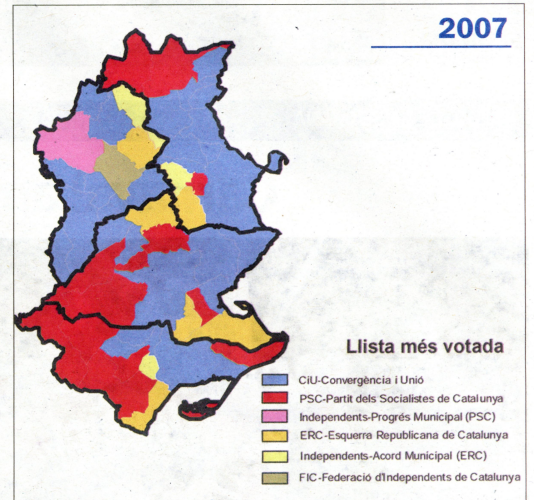 2007
Llista més votada
CiU-Convergència i Unió
PSC-Partit dels Socialistes de Catalunya
Independents-Progrés Municipal (PSC)
ERC-Esquerra Republicana de Catalunya
Independents-Acord Municipal (ERC)
FIC-Federació d'Independents de Catalunya